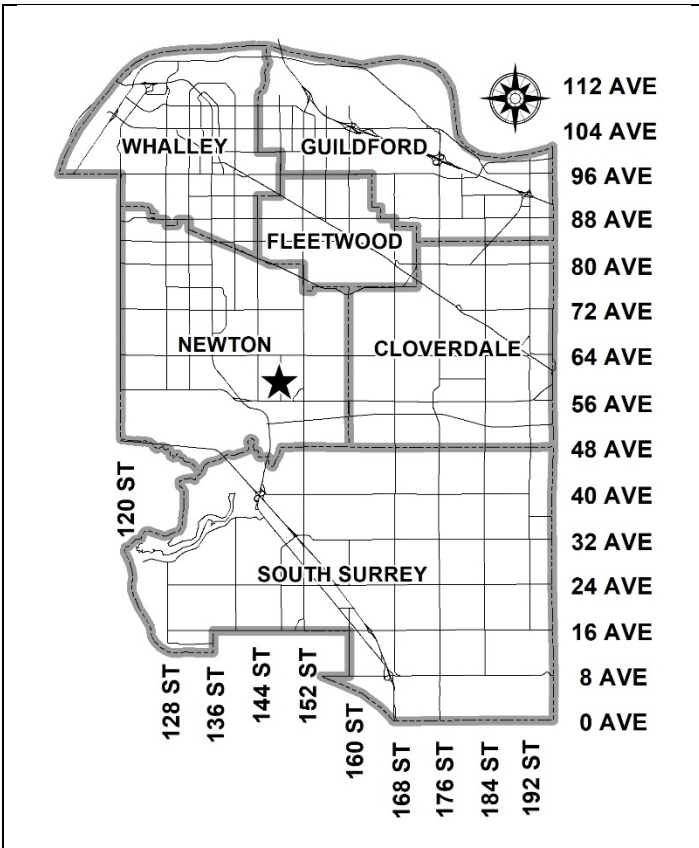 112 AVE
104 AVE
WHALLEY
GUILDFORD
96 AVE
88 AVE
FLEETWOOD
80 AVE
72 AVE
NEWTON
CLOVERDALE
64 AVE
56 AVE
48 AVE
120 ST
40 AVE
32 AVE
SOUTH SURREY
24 AVE
16 AVE
8 AVE
0 AVE
128 ST
136 ST
144 ST
152 ST
160 ST
168 ST
176 ST
184 ST
192 ST